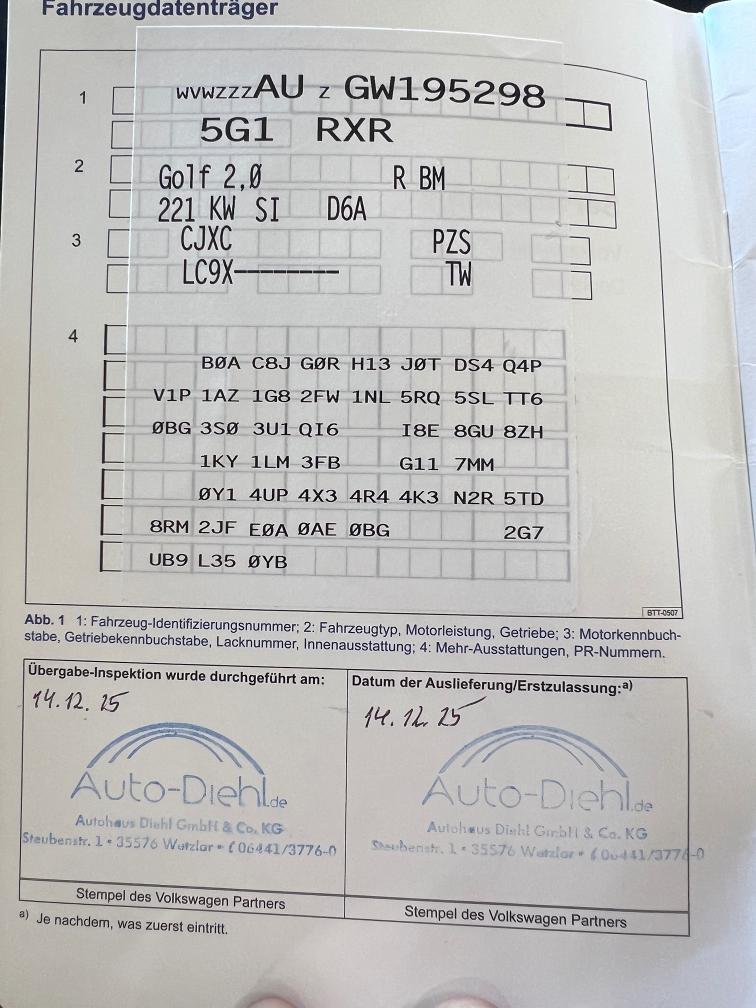 Fahrzeugdatenträger
1 WVWZZZAU Z GW195298
5G1 RXR
2 Golf 2,0 R BM
221 KW SI D6A
3 CJXC PZS
LC9X-------- TW
4
BØA C8J GØR H13 JØT DS4 Q4P
V1P 1AZ 1G8 2FW 1NL 5RQ 5SL TT6
ØBG 3SØ 3U1 QI6 I8E 8GU 8ZH
1KY 1LM 3FB G11 7MM
ØY1 4UP 4X3 4R4 4K3 N2R 5TD
8RM 2JF EØA ØAE ØBG 2G7
UB9 L35 ØYB
BTT-0507
Abb. 1 1: Fahrzeug-Identifizierungsnummer; 2: Fahrzeugtyp, Motorleistung, Getriebe; 3: Motorkennbuch-
stabe, Getriebekennbuchstabe, Lacknummer, Innenausstattung; 4: Mehr-Ausstattungen, PR-Nummern.
Übergabe-Inspektion wurde durchgeführt am:
14.12.15
Auto-Diehl.de
Autohaus Diehl GmbH & Co. KG
Steubenstr. 1 • 35576 Wetzlar • ✆ 06441/3776-0
Stempel des Volkswagen Partners
Datum der Auslieferung/Erstzulassung:a)
14.12.15
Auto-Diehl.de
Autohaus Diehl GmbH & Co. KG
Steubenstr. 1 • 35576 Wetzlar • ✆ 06441/3776-0
Stempel des Volkswagen Partners
a) Je nachdem, was zuerst eintritt.